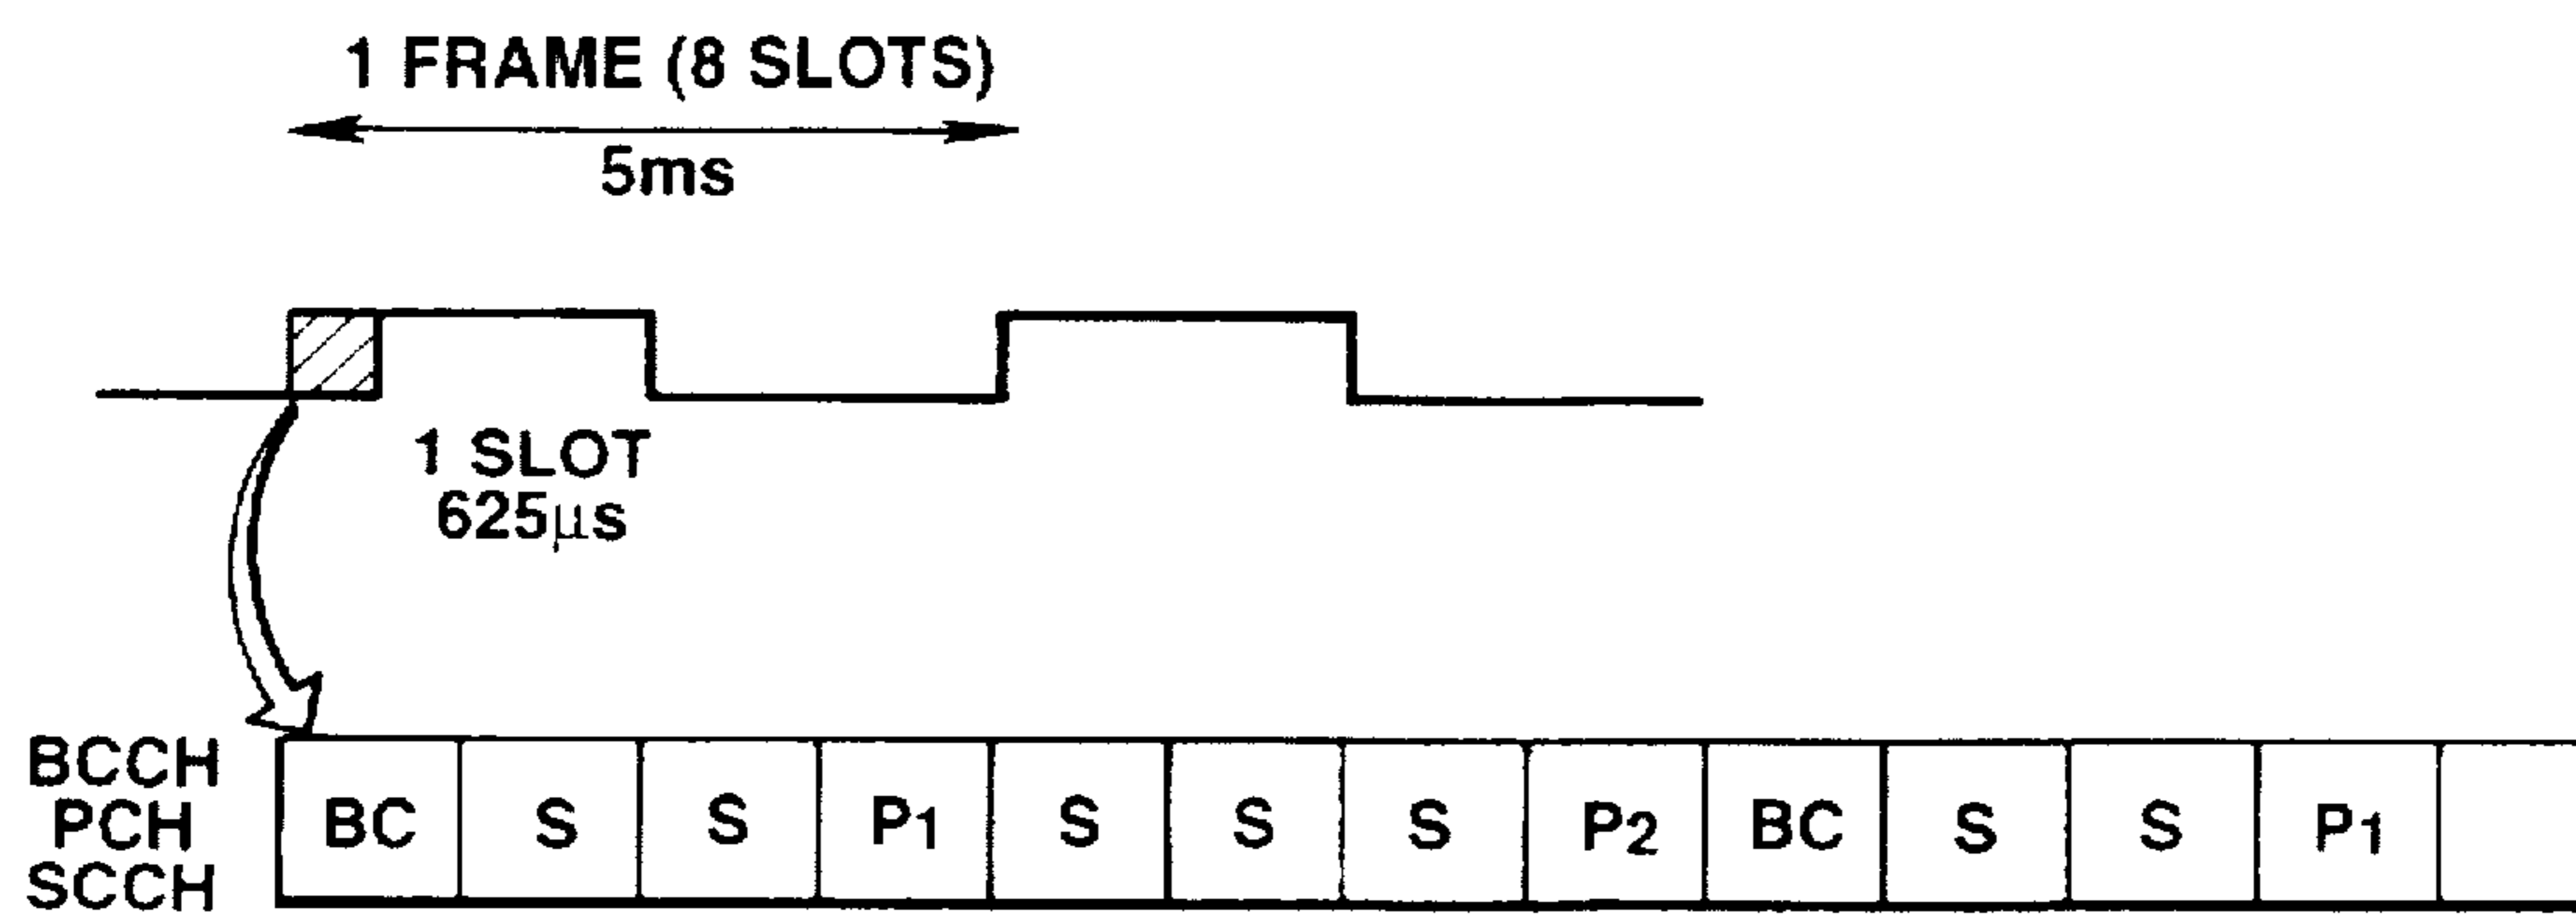 1 FRAME (8 SLOTS)
5ms
1 SLOT
625µs
BCCH
PCH
SCCH
BC S S P1 S S S P2 BC S S P1